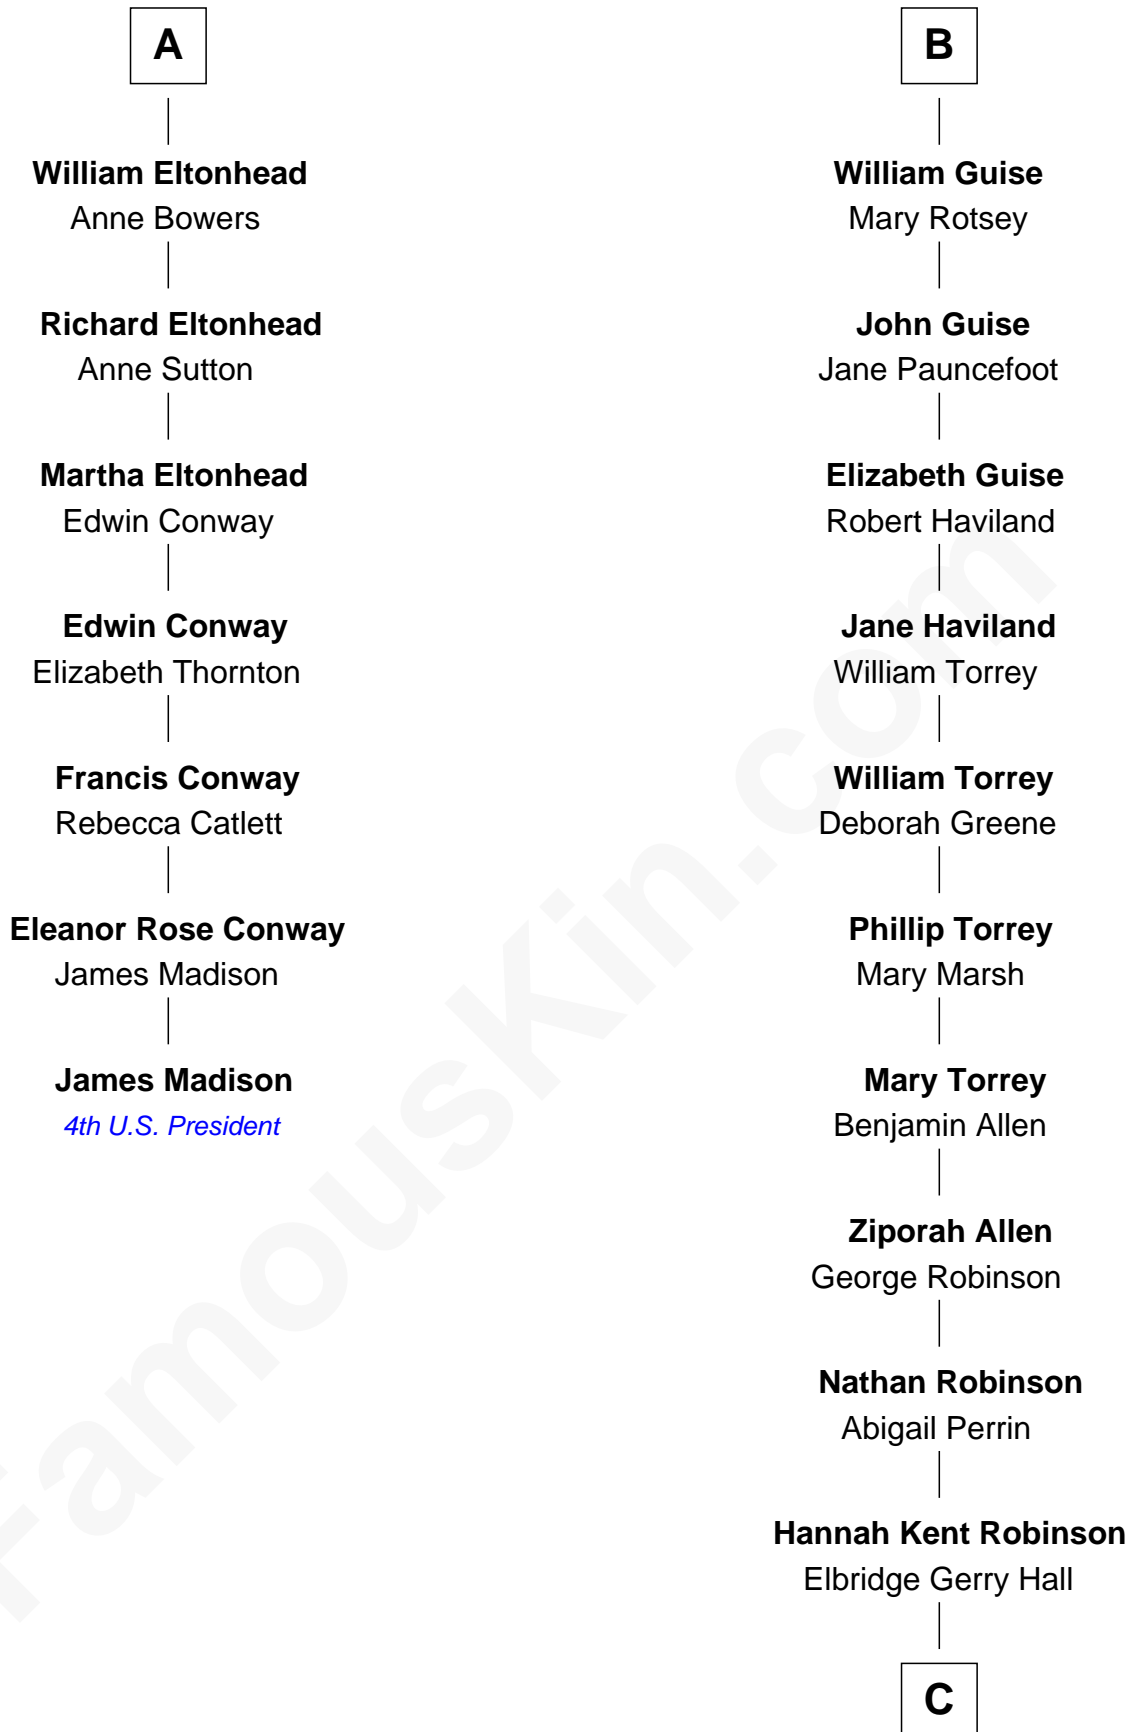 A
William Eltonhead
Anne Bowers
Richard Eltonhead
Anne Sutton
Martha Eltonhead
Edwin Conway
Edwin Conway
Elizabeth Thornton
Francis Conway
Rebecca Catlett
Eleanor Rose Conway
James Madison
James Madison
4th U.S. President
B
William Guise
Mary Rotsey
John Guise
Jane Pauncefoot
Elizabeth Guise
Robert Haviland
Jane Haviland
William Torrey
William Torrey
Deborah Greene
Phillip Torrey
Mary Marsh
Mary Torrey
Benjamin Allen
Ziporah Allen
George Robinson
Nathan Robinson
Abigail Perrin
Hannah Kent Robinson
Elbridge Gerry Hall
C
FamousKin.com